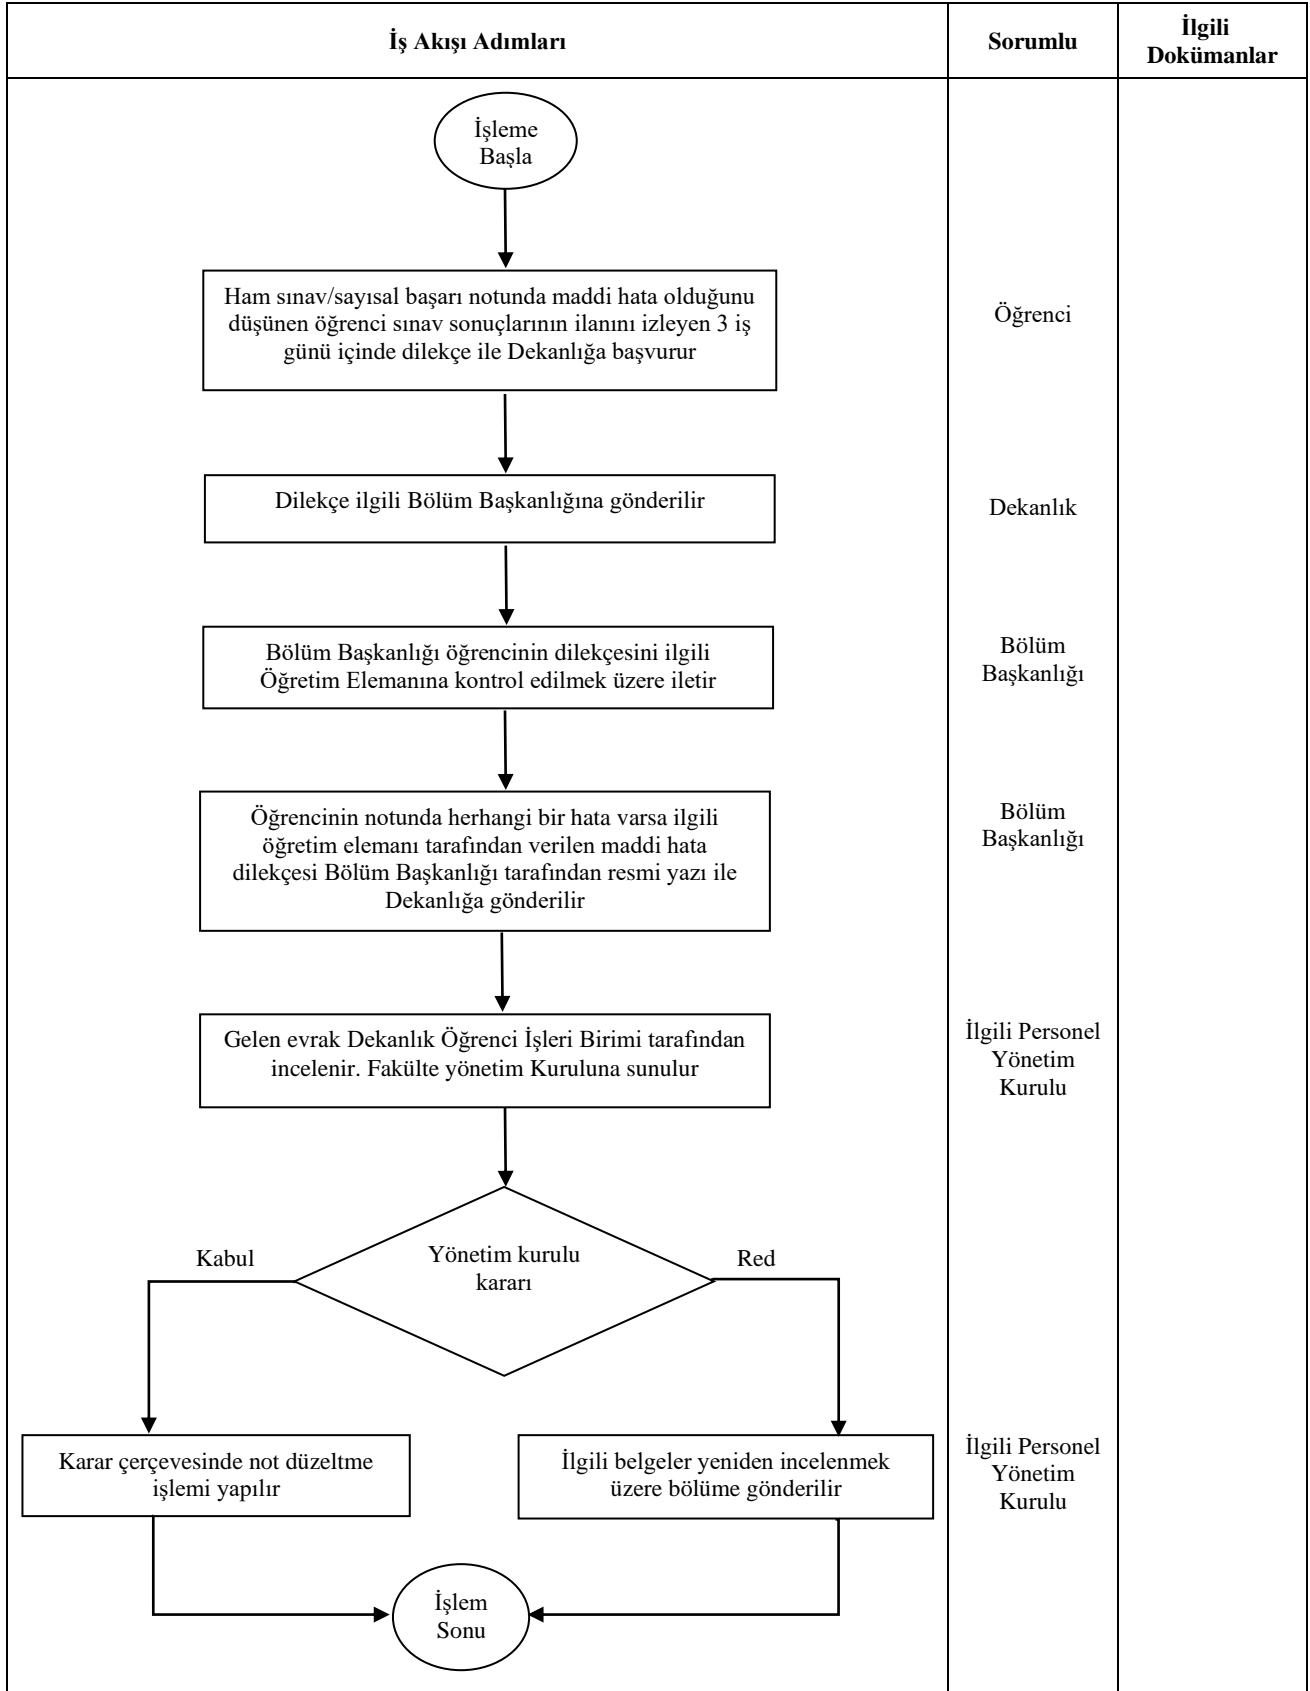 İş Akışı Adımları
Sorumlu
İlgili
Dokümanlar
İşleme
Başla
Ham sınav/sayısal başarı notunda maddi hata olduğunu
düşünen öğrenci sınav sonuçlarının ilanını izleyen 3 iş
günü içinde dilekçe ile Dekanlığa başvurur
Öğrenci
Dilekçe ilgili Bölüm Başkanlığına gönderilir
Dekanlık
Bölüm Başkanlığı öğrencinin dilekçesini ilgili
Öğretim Elemanına kontrol edilmek üzere iletir
Bölüm
Başkanlığı
Öğrencinin notunda herhangi bir hata varsa ilgili
öğretim elemanı tarafından verilen maddi hata
dilekçesi Bölüm Başkanlığı tarafından resmi yazı ile
Dekanlığa gönderilir
Bölüm
Başkanlığı
Gelen evrak Dekanlık Öğrenci İşleri Birimi tarafından
incelenir. Fakülte yönetim Kuruluna sunulur
İlgili Personel
Yönetim
Kurulu
Kabul
Yönetim kurulu
kararı
Red
Karar çerçevesinde not düzeltme
işlemi yapılır
İlgili belgeler yeniden incelenmek
üzere bölüme gönderilir
İlgili Personel
Yönetim
Kurulu
İşlem
Sonu